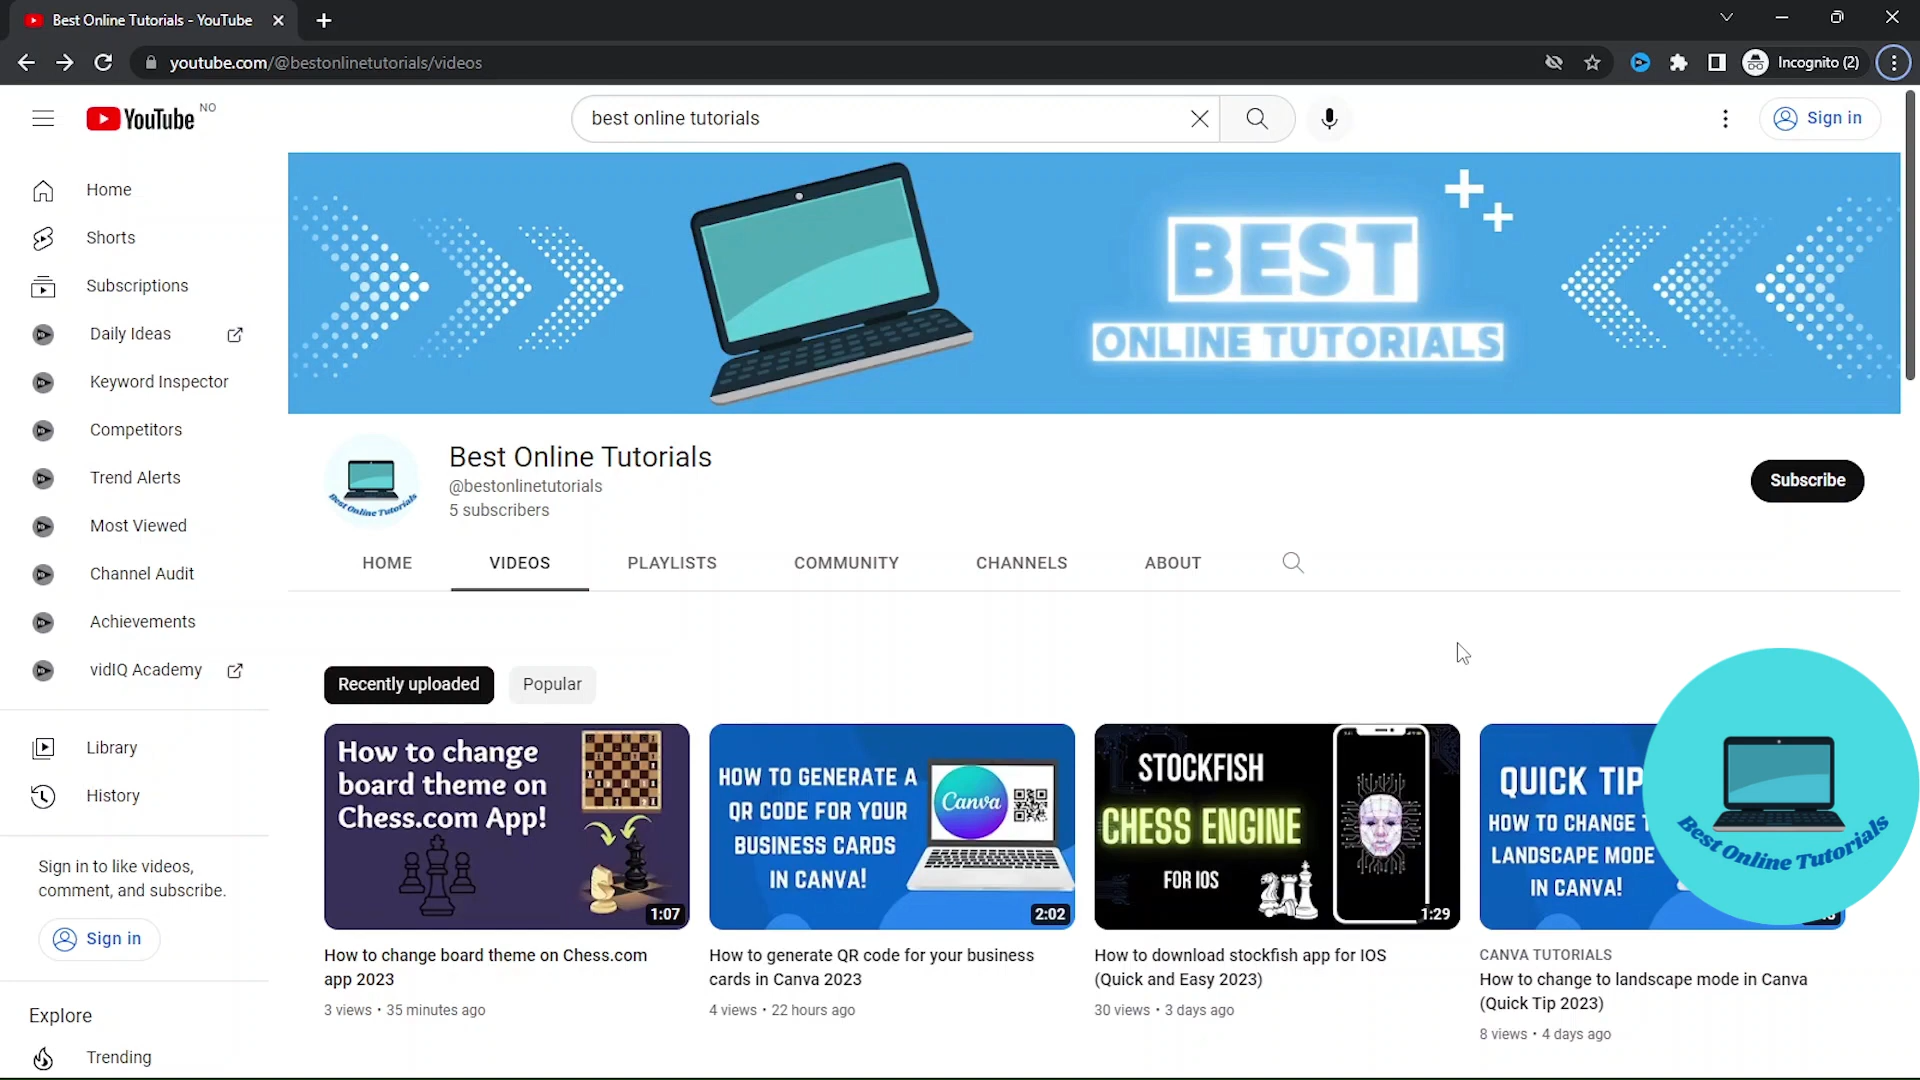 Best Online Tutorials - YouTube
youtube.com/@bestonlinetutorials/videos
Incognito (2)
YouTube NO
best online tutorials
Sign in
Home
Shorts
Subscriptions
Daily Ideas
Keyword Inspector
Competitors
Trend Alerts
Most Viewed
Channel Audit
Achievements
vidIQ Academy
Library
History
Sign in to like videos,
comment, and subscribe.
Sign in
Explore
Trending
BEST
ONLINE TUTORIALS
Best Online Tutorials
Best Online Tutorials
@bestonlinetutorials
5 subscribers
Subscribe
HOME
VIDEOS
PLAYLISTS
COMMUNITY
CHANNELS
ABOUT
Recently uploaded
Popular
How to change
board theme on
Chess.com App!
1:07
How to change board theme on Chess.com
app 2023
3 views • 35 minutes ago
HOW TO GENERATE A
QR CODE FOR YOUR
BUSINESS CARDS
IN CANVA!
Canva
2:02
How to generate QR code for your business
cards in Canva 2023
4 views • 22 hours ago
STOCKFISH
CHESS ENGINE
FOR IOS
1:29
How to download stockfish app for IOS
(Quick and Easy 2023)
30 views • 3 days ago
QUICK TIP
HOW TO CHANGE
LANDSCAPE MODE
IN CANVA!
Best Online Tutorials
CANVA TUTORIALS
How to change to landscape mode in Canva
(Quick Tip 2023)
8 views • 4 days ago